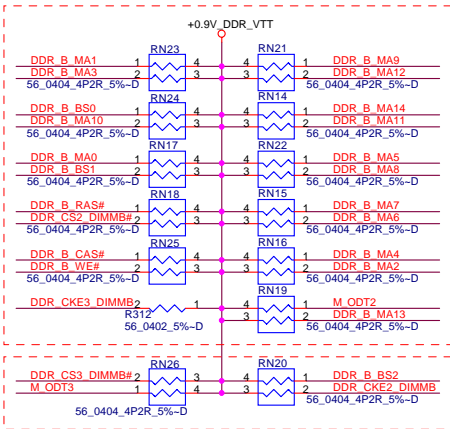 +0.9V_DDR_VTT
RN23 RN21
DDR_B_MA1 1 4 4 1 DDR_B_MA9
DDR_B_MA3 2 3 3 2 DDR_B_MA12
56_0404_4P2R_5%~D 56_0404_4P2R_5%~D
RN24 RN14
DDR_B_BS0 1 4 4 1 DDR_B_MA14
DDR_B_MA10 2 3 3 2 DDR_B_MA11
56_0404_4P2R_5%~D 56_0404_4P2R_5%~D
RN17 RN22
DDR_B_MA0 1 4 4 1 DDR_B_MA5
DDR_B_BS1 2 3 3 2 DDR_B_MA8
56_0404_4P2R_5%~D 56_0404_4P2R_5%~D
RN18 RN15
DDR_B_RAS# 1 4 4 1 DDR_B_MA7
DDR_CS2_DIMMB# 2 3 3 2 DDR_B_MA6
56_0404_4P2R_5%~D 56_0404_4P2R_5%~D
RN25 RN16
DDR_B_CAS# 1 4 4 1 DDR_B_MA4
DDR_B_WE# 2 3 3 2 DDR_B_MA2
56_0404_4P2R_5%~D 56_0404_4P2R_5%~D
RN19
DDR_CKE3_DIMMB 2 1 4 1 M_ODT2
R312 3 2 DDR_B_MA13
56_0402_5%~D 56_0404_4P2R_5%~D
RN26 RN20
DDR_CS3_DIMMB# 2 3 4 1 DDR_B_BS2
M_ODT3 1 4 3 2 DDR_CKE2_DIMMB
56_0404_4P2R_5%~D 56_0404_4P2R_5%~D